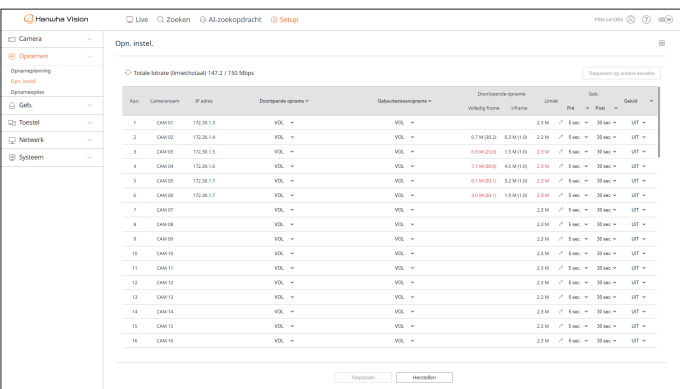 Hanwha Vision
Live Zoeken AI-zoekopdracht Setup
PRN-6410B4
Camera
Opnemen
Opnameplanning
Opn. instel.
Opnameopties
Geb.
Toestel
Netwerk
Systeem
Opn. instel.
Totale bitrate (limiet/totaal) 147.2 / 150 Mbps
Toepassen op andere kanalen
Kan. Cameranaam IP adres Doorlopende opname Gebeurtenissenopname Doorlopende opname Limiet Geb. Geluid
Volledig frame I-frame Pré Post
1 CAM 01 172.30.1.3 VOL VOL 2.3 M 5 sec. 30 sec. UIT
2 CAM 02 172.30.1.4 VOL VOL 0.7 M (30.2) 0.3 M (1.0) 2.3 M 5 sec. 30 sec. UIT
3 CAM 03 172.30.1.5 VOL VOL 6.9 M (25.0) 1.5 M (1.0) 2.3 M 5 sec. 30 sec. UIT
4 CAM 04 172.30.1.6 VOL VOL 7.1 M (30.0) 4.5 M (1.0) 2.3 M 5 sec. 30 sec. UIT
5 CAM 05 172.30.1.7 VOL VOL 6.1 M (30.1) 3.2 M (1.0) 2.3 M 5 sec. 30 sec. UIT
6 CAM 06 172.30.1.7 VOL VOL 3.0 M (30.1) 1.9 M (1.0) 2.3 M 5 sec. 30 sec. UIT
7 CAM 07 VOL VOL 2.3 M 5 sec. 30 sec. UIT
8 CAM 08 VOL VOL 2.3 M 5 sec. 30 sec. UIT
9 CAM 09 VOL VOL 2.3 M 5 sec. 30 sec. UIT
10 CAM 10 VOL VOL 2.3 M 5 sec. 30 sec. UIT
11 CAM 11 VOL VOL 2.3 M 5 sec. 30 sec. UIT
12 CAM 12 VOL VOL 2.3 M 5 sec. 30 sec. UIT
13 CAM 13 VOL VOL 2.3 M 5 sec. 30 sec. UIT
14 CAM 14 VOL VOL 2.3 M 5 sec. 30 sec. UIT
15 CAM 15 VOL VOL 2.3 M 5 sec. 30 sec. UIT
16 CAM 16 VOL VOL 2.3 M 5 sec. 30 sec. UIT
Toepassen Herstellen